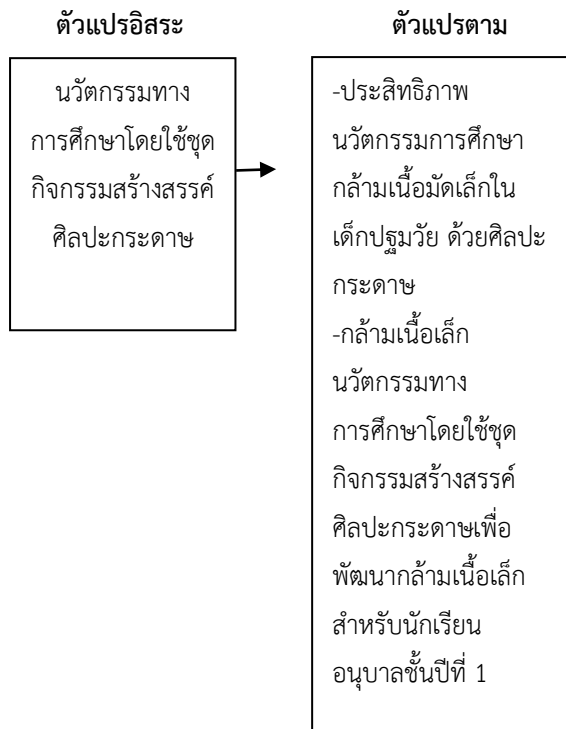 ตัวแปรอิสระ
นวัตกรรมทาง
การศึกษาโดยใช้ชุด
กิจกรรมสร้างสรรค์
ศิลปะกระดาษ
ตัวแปรตาม
-ประสิทธิภาพ
นวัตกรรมการศึกษา
กล้ามเนื้อมัดเล็กใน
เด็กปฐมวัย ด้วยศิลปะ
กระดาษ
-กล้ามเนื้อเล็ก
นวัตกรรมทาง
การศึกษาโดยใช้ชุด
กิจกรรมสร้างสรรค์
ศิลปะกระดาษเพื่อ
พัฒนากล้ามเนื้อเล็ก
สำหรับนักเรียน
อนุบาลชั้นปีที่ 1